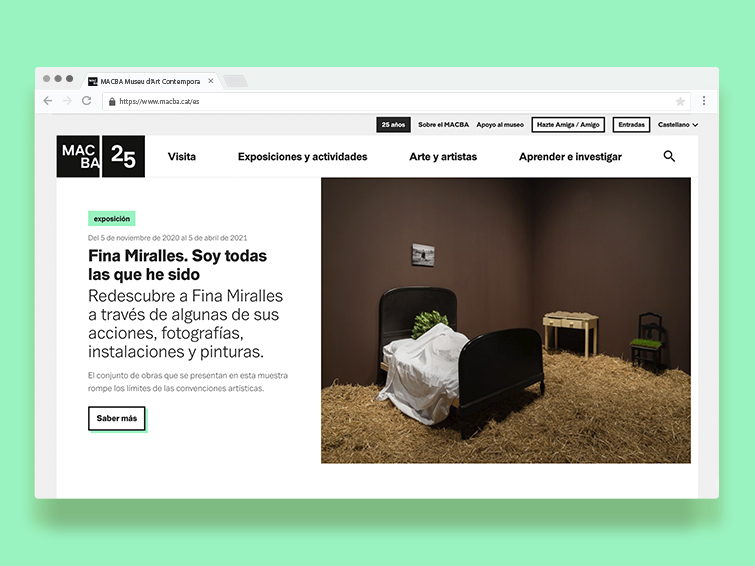 MACBA Museu d'Art Contempora
https://www.macba.cat/es
25 años Sobre el MACBA Apoyo al museo Hazte Amiga / Amigo Entradas Castellano
MAC
BA
25
Visita Exposiciones y actividades Arte y artistas Aprender e investigar
exposición
Del 5 de noviembre de 2020 al 5 de abril de 2021
Fina Miralles. Soy todas
las que he sido
Redescubre a Fina Miralles
a través de algunas de sus
acciones, fotografías,
instalaciones y pinturas.
El conjunto de obras que se presentan en esta muestra
rompe los límites de las convenciones artísticas.
Saber más